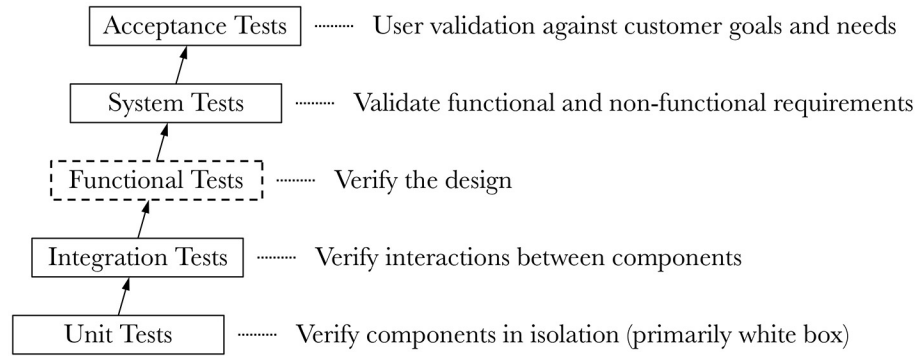 Acceptance Tests User validation against customer goals and needs
System Tests Validate functional and non-functional requirements
Functional Tests Verify the design
Integration Tests Verify interactions between components
Unit Tests Verify components in isolation (primarily white box)